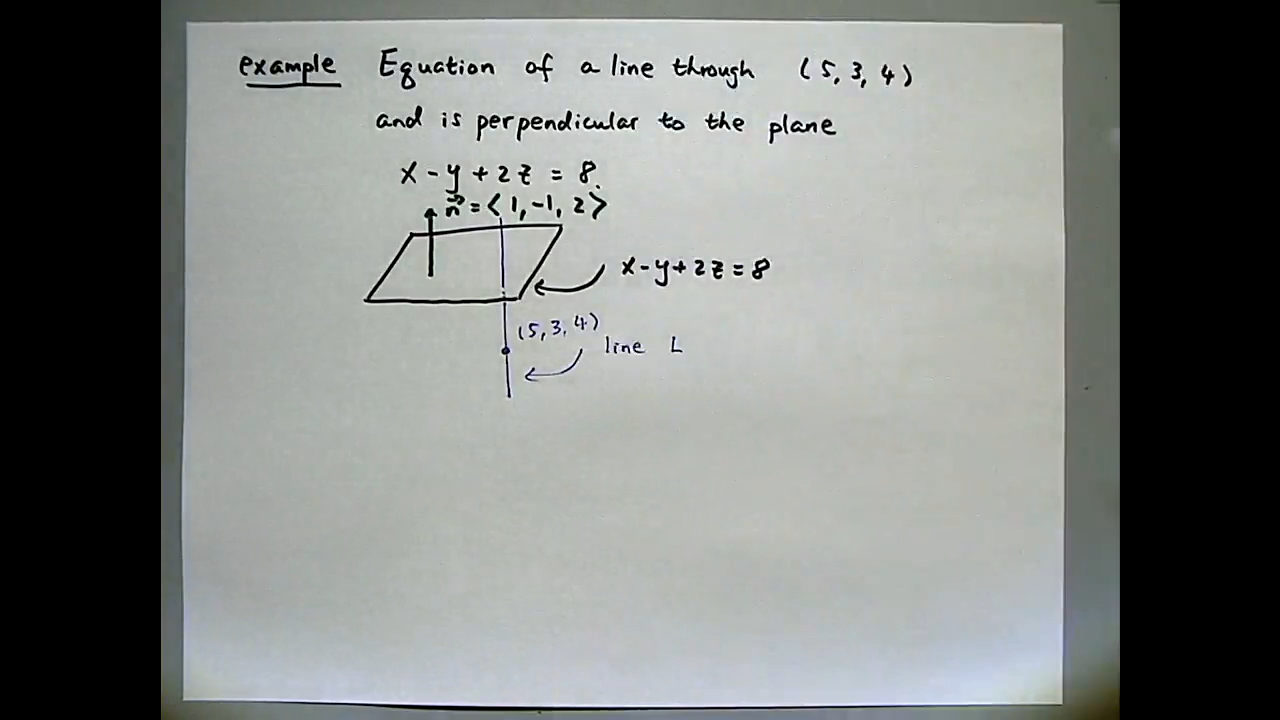 example Equation of a line through (5, 3, 4)
and is perpendicular to the plane
x - y + 2z = 8.
n⃗ = ⟨1, -1, 2⟩
x - y + 2z = 8
(5, 3, 4)
line L